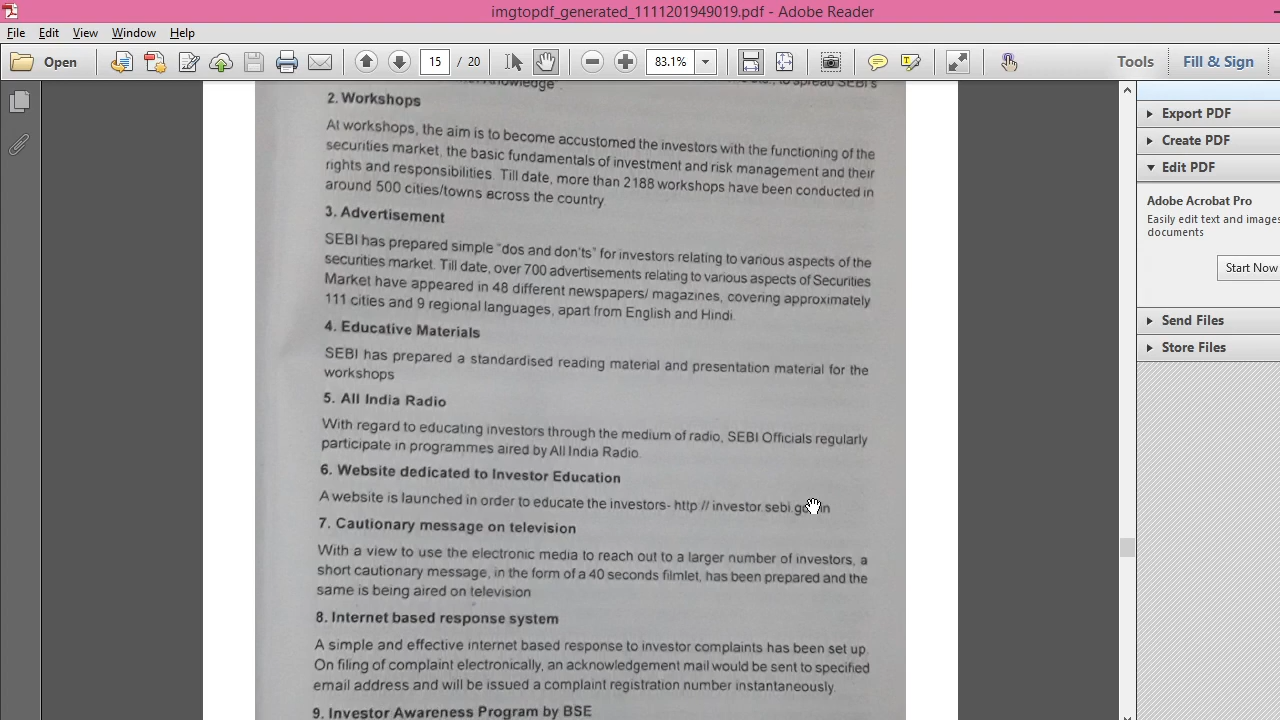 imgtopdf_generated_1111201949019.pdf - Adobe Reader
File Edit View Window Help
Open 15 / 20 83.1% Tools Fill & Sign
to spread SEBI's
2. Workshops
At workshops, the aim is to become accustomed the investors with the functioning of the
securities market, the basic fundamentals of investment and risk management and their
rights and responsibilities. Till date, more than 2188 workshops have been conducted in
around 500 cities/towns across the country
3. Advertisement
SEBI has prepared simple "dos and don'ts" for investors relating to various aspects of the
securities market. Till date, over 700 advertisements relating to various aspects of Securities
Market have appeared in 48 different newspapers/ magazines, covering approximately
111 cities and 9 regional languages, apart from English and Hindi.
4. Educative Materials
SEBI has prepared a standardised reading material and presentation material for the
workshops
5. All India Radio
With regard to educating investors through the medium of radio, SEBI Officials regularly
participate in programmes aired by All India Radio.
6. Website dedicated to Investor Education
A website is launched in order to educate the investors- http // investor.sebi.
7. Cautionary message on television
With a view to use the electronic media to reach out to a larger number of investors, a
short cautionary message, in the form of a 40 seconds filmlet, has been prepared and the
same is being aired on television
8. Internet based response system
A simple and effective internet based response to investor complaints has been set up.
On filing of complaint electronically, an acknowledgement mail would be sent to specified
email address and will be issued a complaint registration number instantaneously.
9. Investor Awareness Program by BSE
Export PDF
Create PDF
Edit PDF
Adobe Acrobat Pro
Easily edit text and images
documents
Start Now
Send Files
Store Files